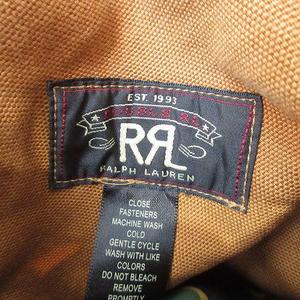 EST. 1993
DOUBLE RL
RRL
RALPH LAUREN
CLOSE
FASTENERS
MACHINE WASH
COLD
GENTLE CYCLE
WASH WITH LIKE
COLORS
DO NOT BLEACH
REMOVE
PROMPTLY